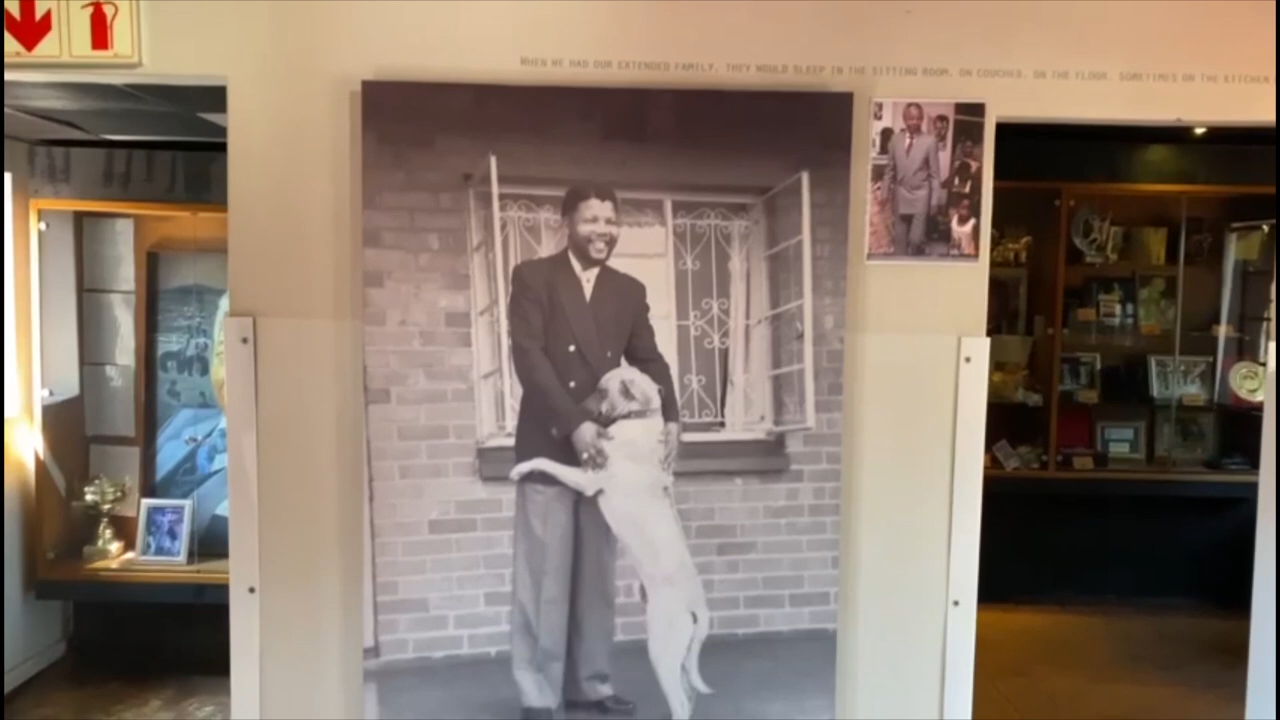 WHEN WE HAD OUR EXTENDED FAMILY, THEY WOULD SLEEP IN THE SITTING ROOM, ON COUCHES, ON THE FLOOR, SOMETIMES ON THE KITCHEN